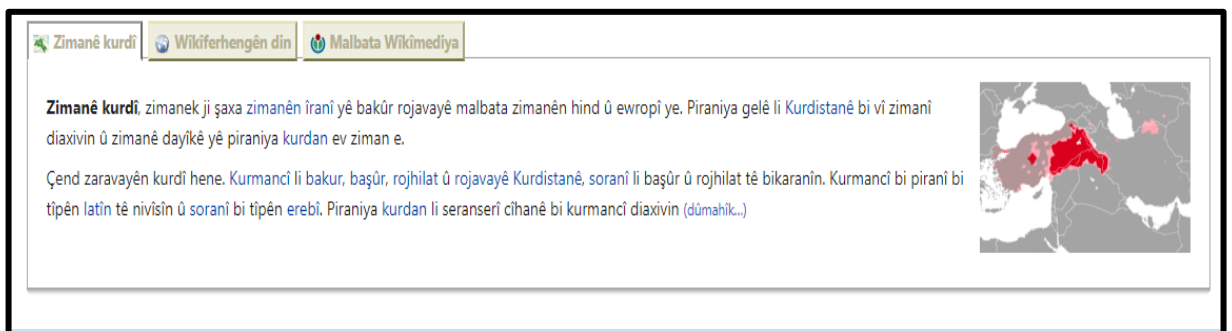 Zimanê kurdî Wîkîferhengên din Malbata Wîkîmediya
Zimanê kurdî, zimanek ji şaxa zimanên îranî yê bakûr rojavayê malbata zimanên hind û ewropî ye. Piraniya gelê li Kurdistanê bi vî zimanî
diaxivin û zimanê dayîkê yê piraniya kurdan ev ziman e.
Çend zaravayên kurdî hene. Kurmancî li bakur, başûr, rojhilat û rojavayê Kurdistanê, soranî li başûr û rojhilat tê bikaranîn. Kurmancî bi piranî bi
tîpên latîn tê nivîsîn û soranî bi tîpên erebî. Piraniya kurdan li seranserî cîhanê bi kurmancî diaxivin (dûmahîk...)